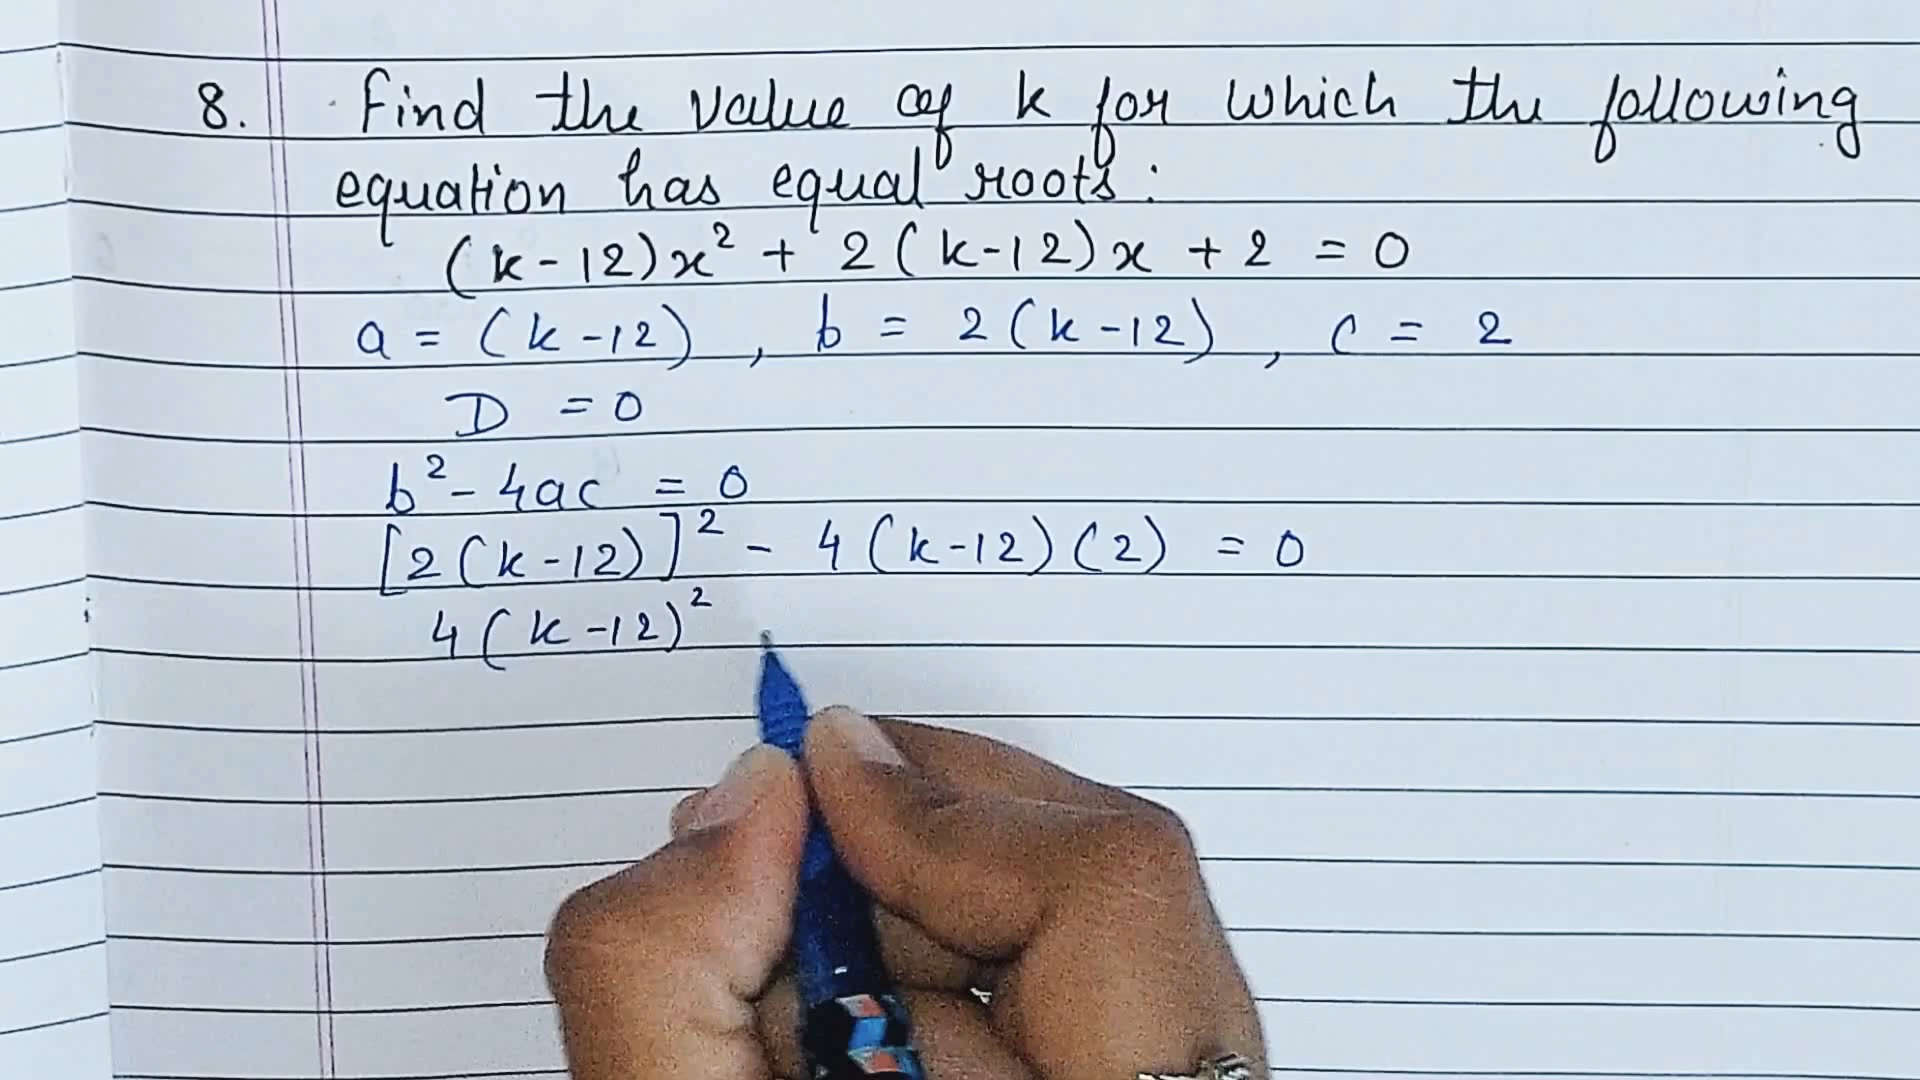 8. Find the value of k for which the following
equation has equal roots:
(k-12)x² + 2(k-12)x + 2 = 0
a = (k-12) , b = 2(k-12) , c = 2
D = 0
b² - 4ac = 0
[2(k-12)]² - 4(k-12)(2) = 0
4(k-12)²